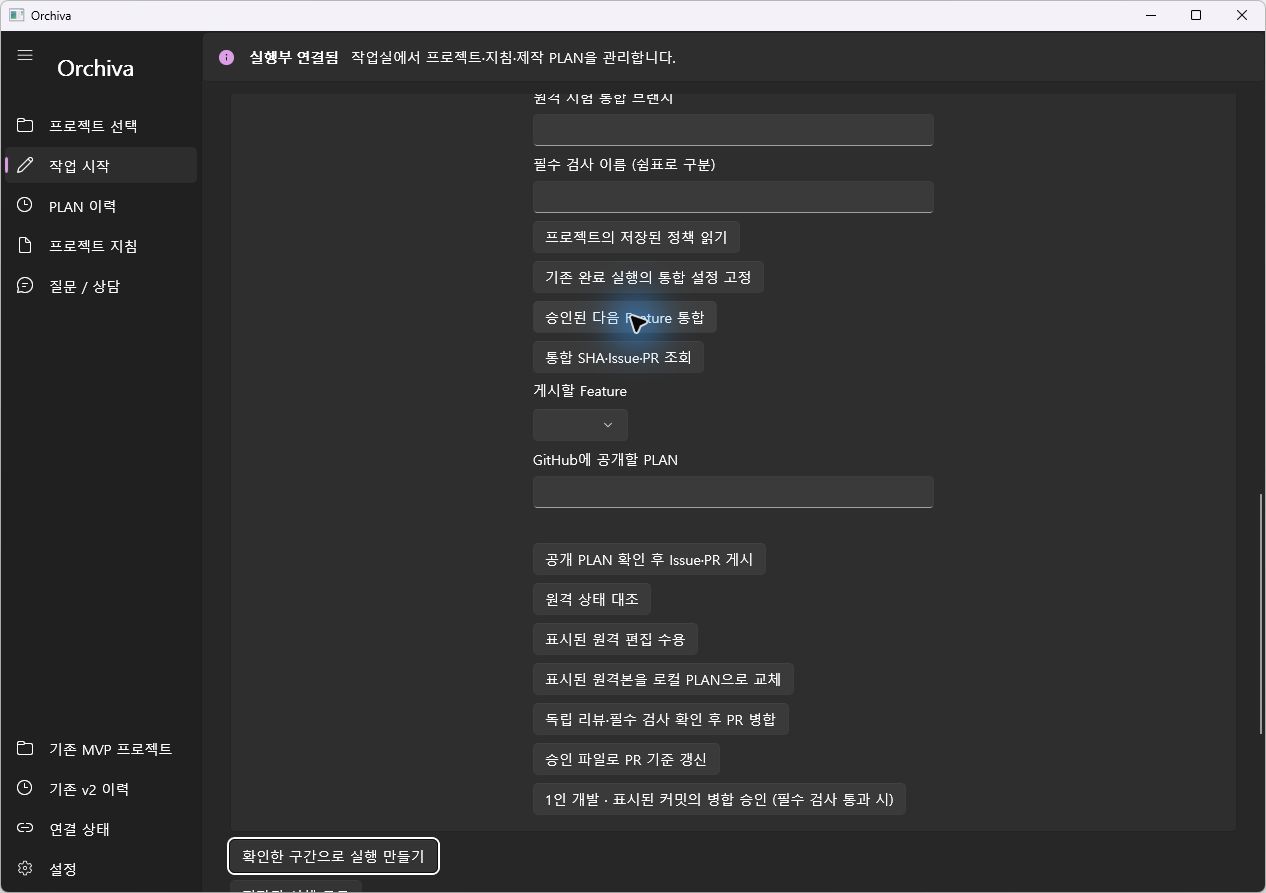 Orchiva
Orchiva
실행부 연결됨 작업실에서 프로젝트·지침·제작 PLAN을 관리합니다.
프로젝트 선택
작업 시작
PLAN 이력
프로젝트 지침
질문 / 상담
기존 MVP 프로젝트
기존 v2 이력
연결 상태
설정
원격 시험 통합 브랜치
필수 검사 이름 (쉼표로 구분)
프로젝트의 저장된 정책 읽기
기존 완료 실행의 통합 설정 고정
승인된 다음 Feature 통합
통합 SHA·Issue·PR 조회
게시할 Feature
GitHub에 공개할 PLAN
공개 PLAN 확인 후 Issue·PR 게시
원격 상태 대조
표시된 원격 편집 수용
표시된 원격본을 로컬 PLAN으로 교체
독립 리뷰·필수 검사 확인 후 PR 병합
승인 파일로 PR 기준 갱신
1인 개발 · 표시된 커밋의 병합 승인 (필수 검사 통과 시)
확인한 구간으로 실행 만들기